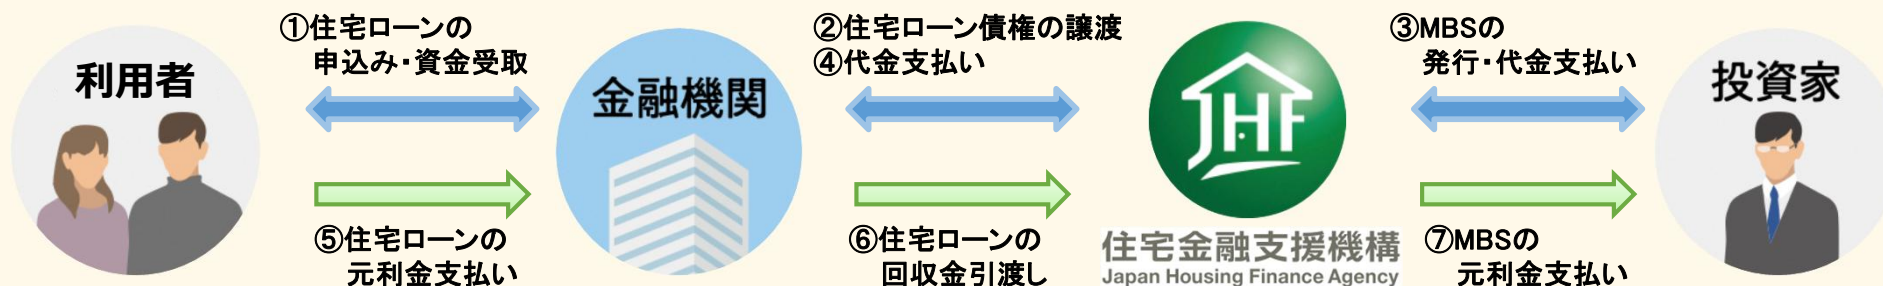 利用者
①住宅ローンの
申込み・資金受取
⑤住宅ローンの
元利金支払い
金融機関
②住宅ローン債権の譲渡
④代金支払い
⑥住宅ローンの
回収金引渡し
JHF
住宅金融支援機構
Japan Housing Finance Agency
③MBSの
発行・代金支払い
⑦MBSの
元利金支払い
投資家